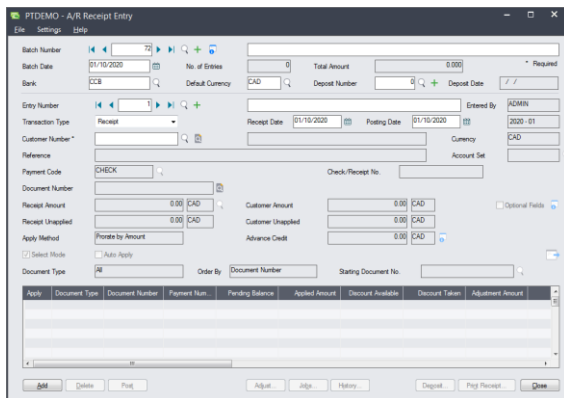 PTDEMO - A/R Receipt Entry
File Settings Help
Batch Number 72
Batch Date 01/10/2020 No. of Entries 0 Total Amount 0.000 * Required
Bank CCB Default Currency CAD Deposit Number 0 Deposit Date / /
Entry Number 1 Entered By ADMIN
Transaction Type Receipt Receipt Date 01/10/2020 Posting Date 01/10/2020 2020 - 01
Customer Number * Currency CAD
Reference Account Set
Payment Code CHECK Check/Receipt No.
Document Number
Receipt Amount 0.00 CAD Customer Amount 0.00 CAD Optional Fields
Receipt Unapplied 0.00 CAD Customer Unapplied 0.00 CAD
Apply Method Prorate by Amount Advance Credit 0.00 CAD
Select Mode Auto Apply
Document Type All Order By Document Number Starting Document No.
Apply Document Type Document Number Payment Num... Pending Balance Applied Amount Discount Available Discount Taken Adjustment Amount
Add Delete Post Adjust... Jobs... History... Deposit... Print Receipt... Close